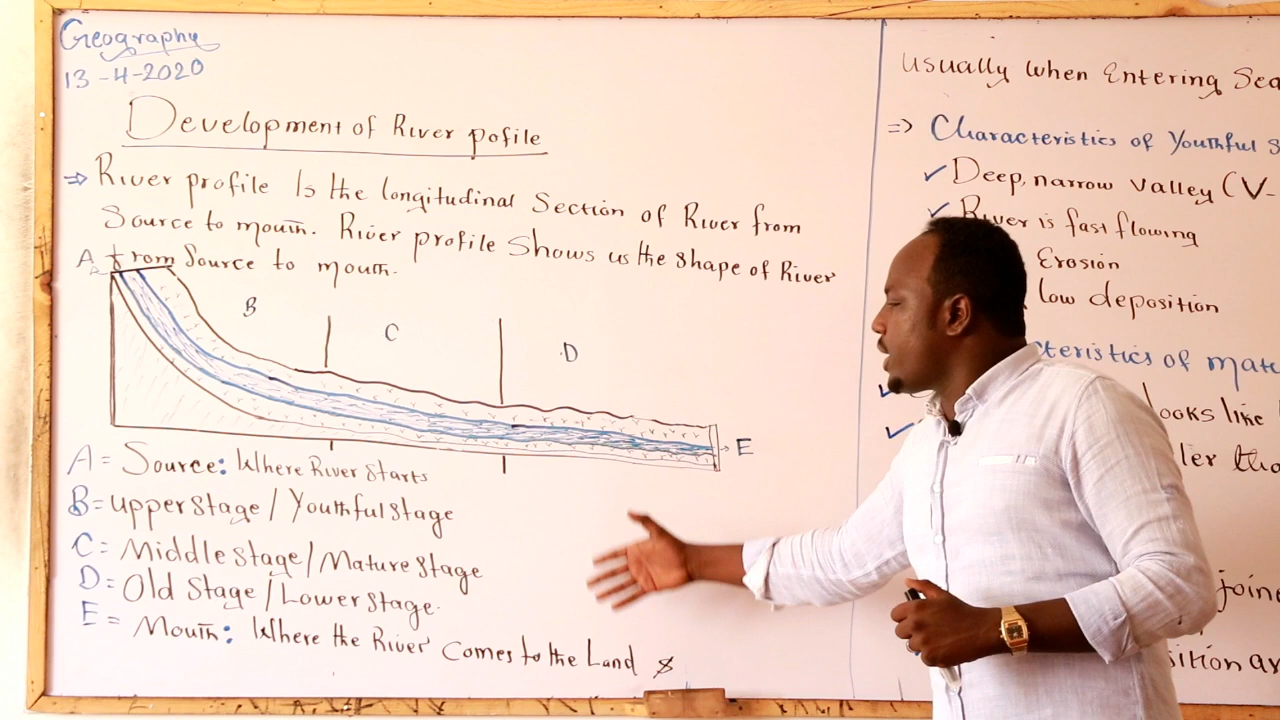 Geography
13-4-2020
Development of River pofile
⇒ River profile Is the longitudinal Section of River from
Source to mouth. River profile Shows us the shape of River
from Source to mouth.
A
B
C
D
E
A = Source: Where River Starts
B = upper stage / Youthful stage
C = Middle stage / Mature stage
D = Old Stage / Lower stage.
E = Mouth: Where the River Comes to the Land &
usually when Entering Sea
⇒ Characteristics of Youthful S
✓ Deep, narrow valley (V-
✓ River is fast flowing
Erosion
low deposition
teristics of mat
✓ looks like
✓ ler tha
joine
sition ar